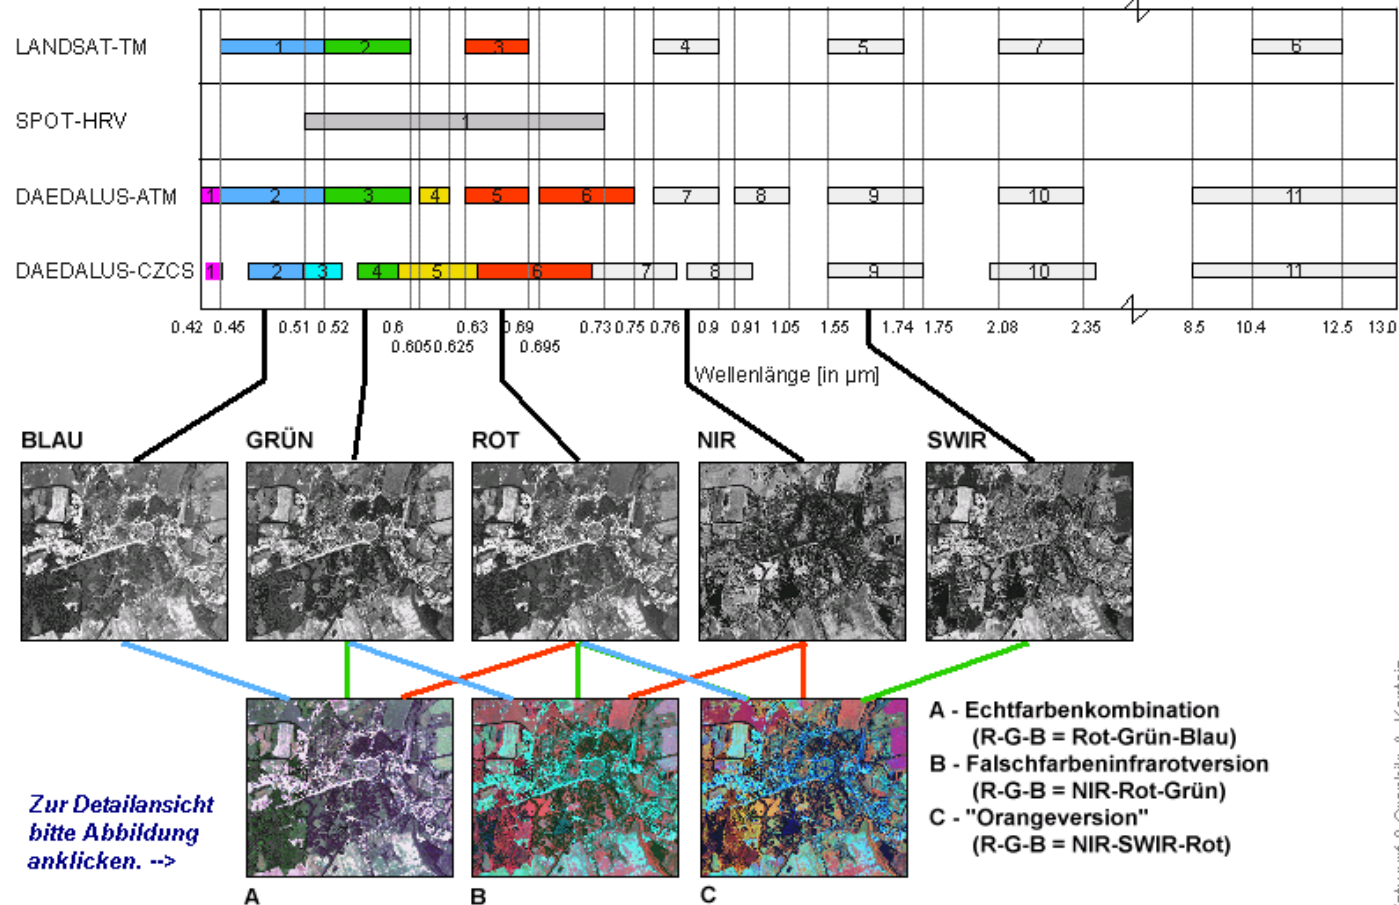 LANDSAT-TM 1 2 3 4 5 7 6
SPOT-HRV 1
DAEDALUS-ATM 1 2 3 4 5 6 7 8 9 10 11
DAEDALUS-CZCS 1 2 3 4 5 6 7 8 9 10 11
0.42 0.45 0.51 0.52 0.6 0.63 0.69 0.73 0.75 0.76 0.9 0.91 1.05 1.55 1.74 1.75 2.08 2.35 8.5 10.4 12.5 13.0
0.605 0.625 0.695
Wellenlänge [in µm]
BLAU GRÜN ROT NIR SWIR
A - Echtfarbenkombination
(R-G-B = Rot-Grün-Blau)
B - Falschfarbeninfrarotversion
(R-G-B = NIR-Rot-Grün)
C - "Orangeversion"
(R-G-B = NIR-SWIR-Rot)
Zur Detailansicht
bitte Abbildung
anklicken. -->
A B C